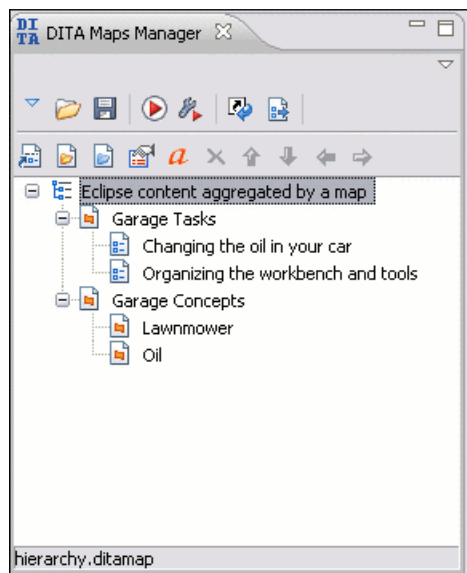 DITA DITA Maps Manager
a
Eclipse content aggregated by a map
Garage Tasks
Changing the oil in your car
Organizing the workbench and tools
Garage Concepts
Lawnmower
Oil
hierarchy.ditamap